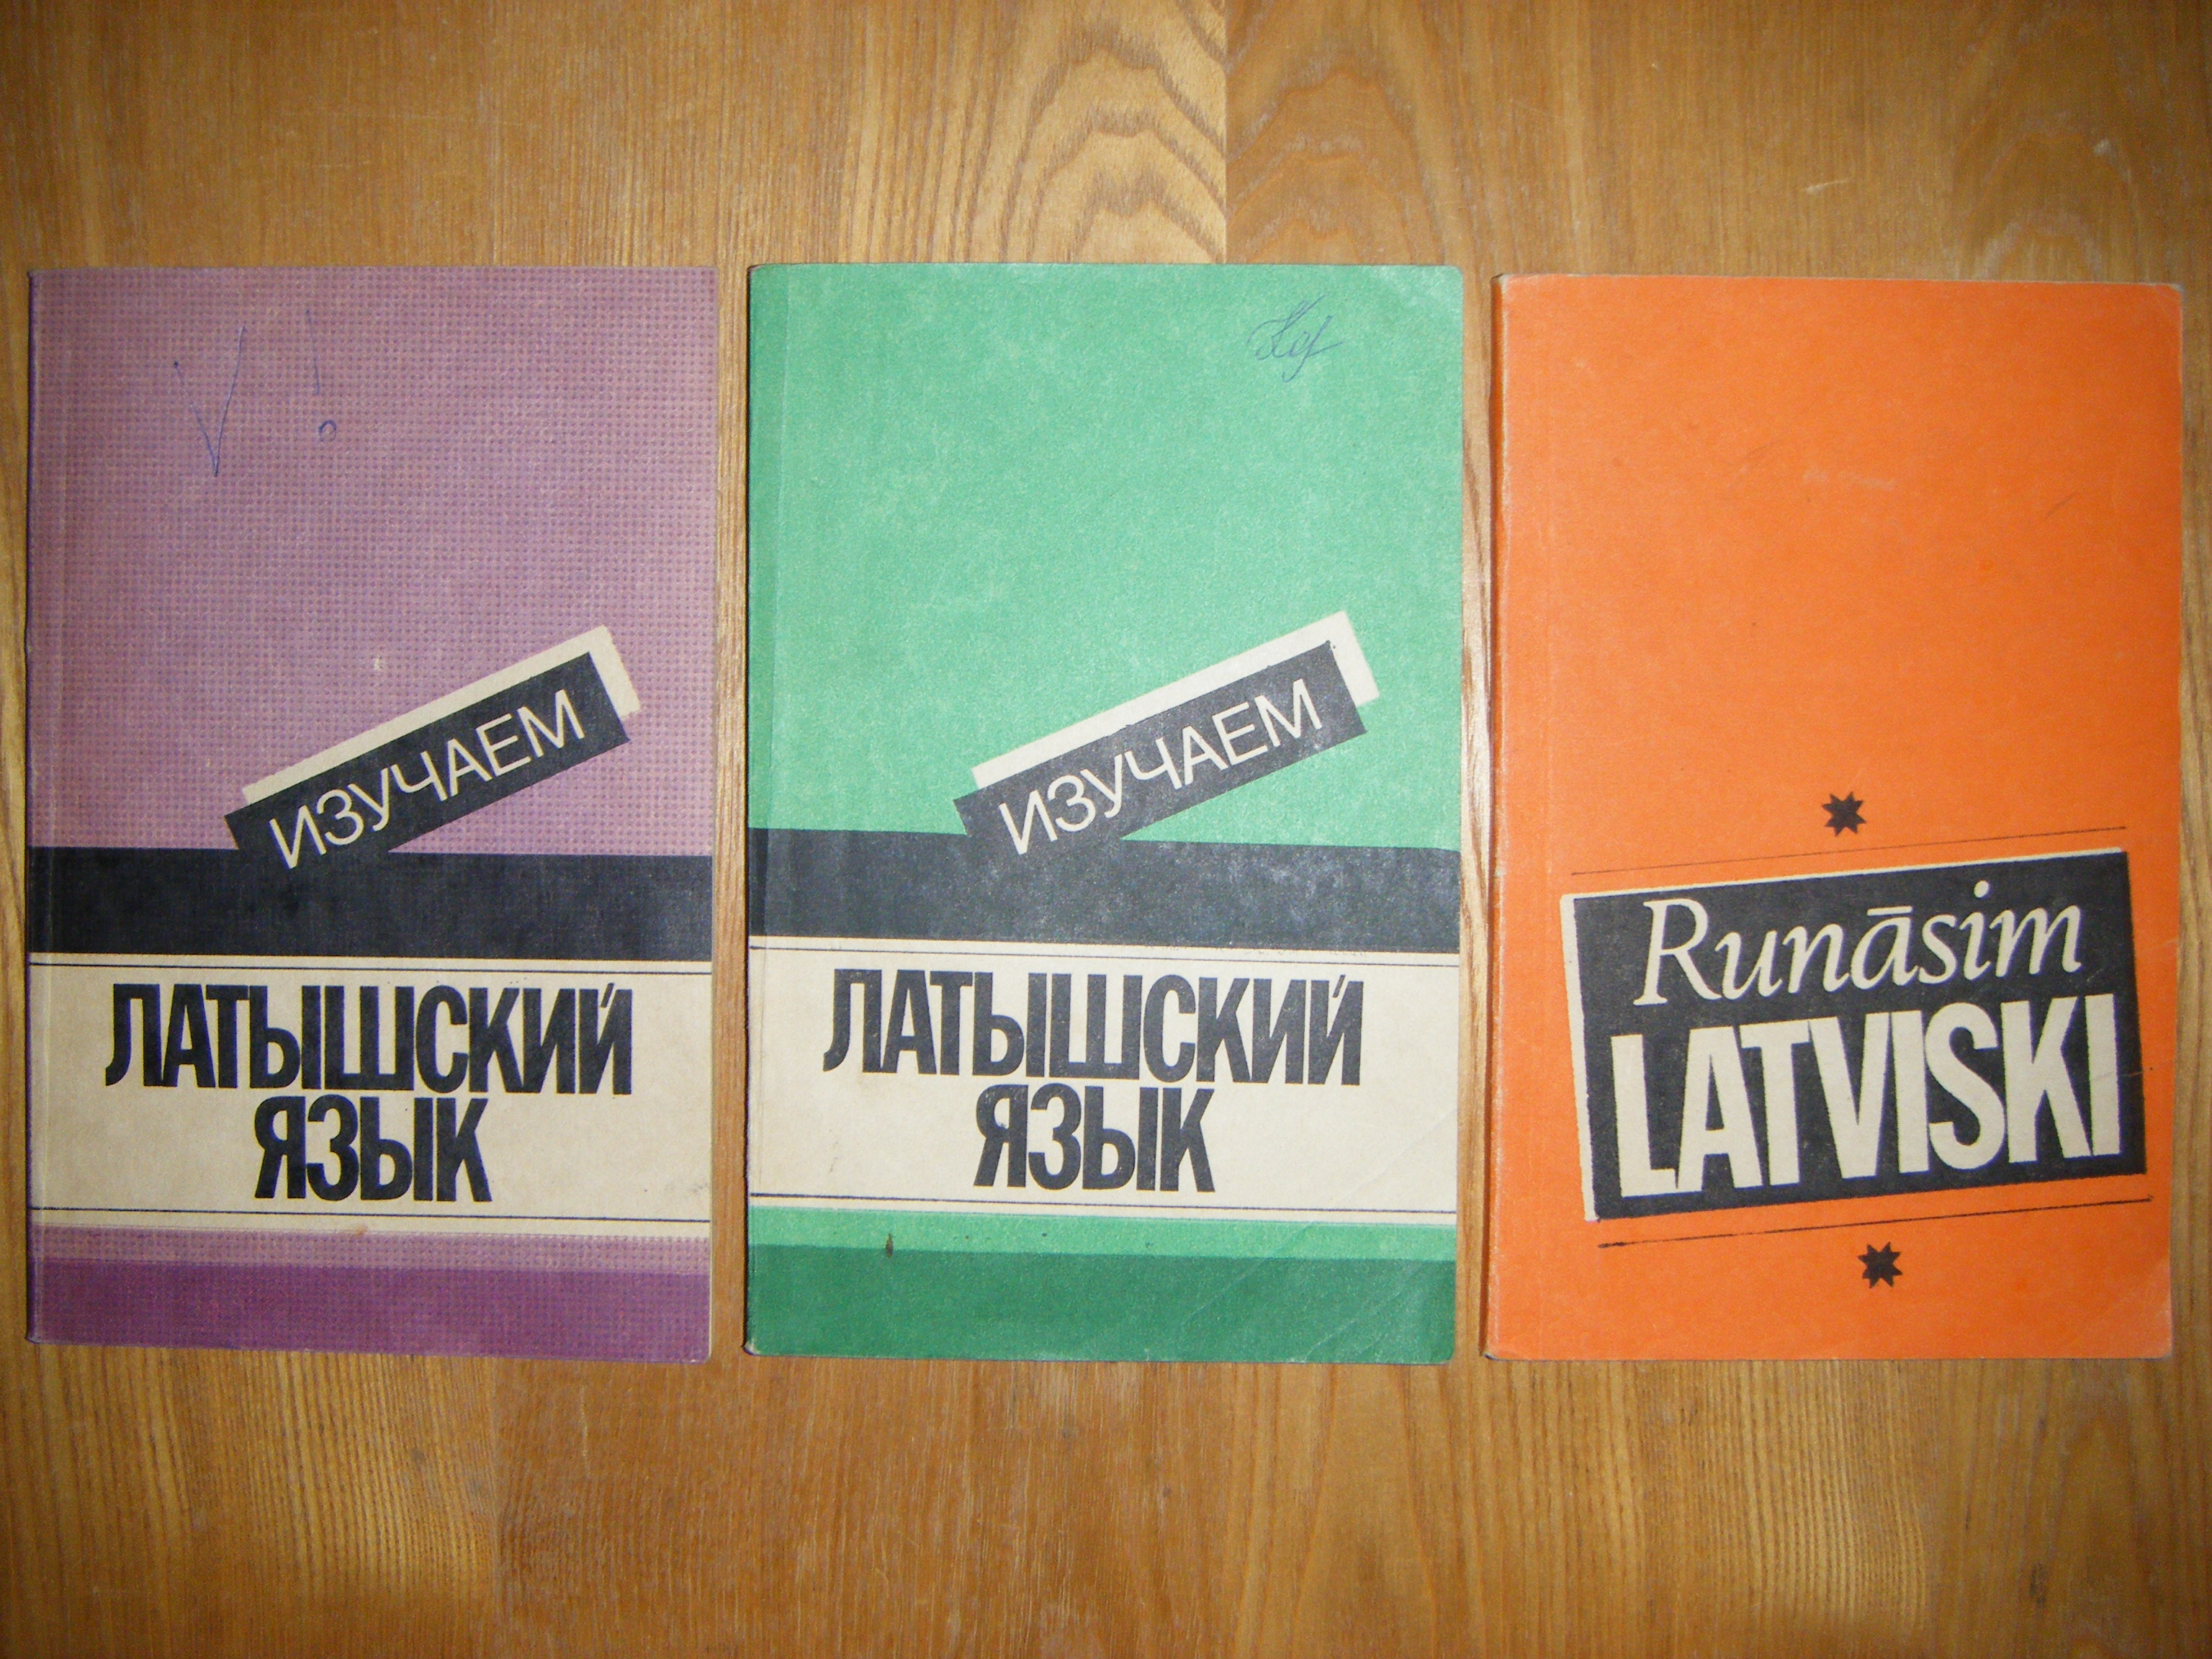 ИЗУЧАЕМ
ЛАТЫШСКИЙ
ЯЗЫК
ИЗУЧАЕМ
ЛАТЫШСКИЙ
ЯЗЫК
Runāsim
LATVISKI